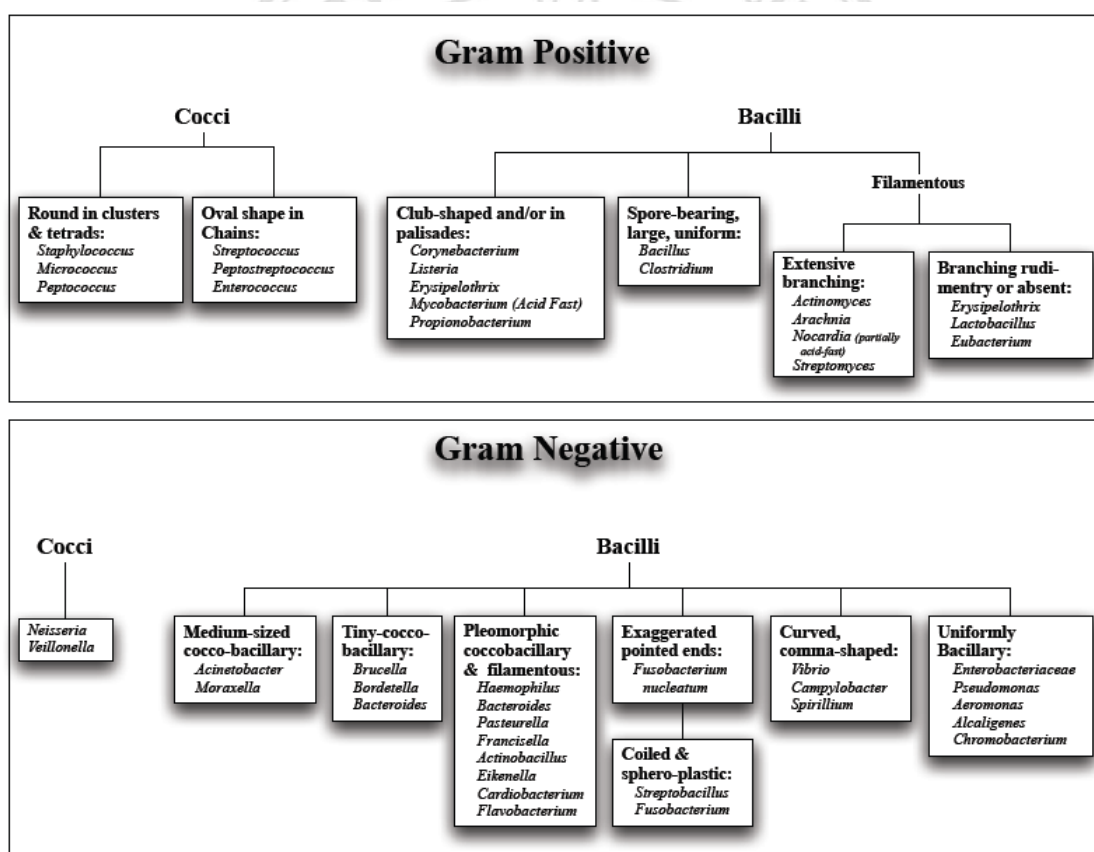 Gram Positive
Cocci
Bacilli
Filamentous
Round in clusters
& tetrads:
Staphylococcus
Micrococcus
Peptococcus
Oval shape in
Chains:
Streptococcus
Peptostreptococcus
Enterococcus
Club-shaped and/or in
palisades:
Corynebacterium
Listeria
Erysipelothrix
Mycobacterium (Acid Fast)
Propionobacterium
Spore-bearing,
large, uniform:
Bacillus
Clostridium
Extensive
branching:
Actinomyces
Arachnia
Nocardia (partially
acid-fast)
Streptomyces
Branching rudi-
mentry or absent:
Erysipelothrix
Lactobacillus
Eubacterium
Gram Negative
Cocci
Bacilli
Neisseria
Veillonella
Medium-sized
cocco-bacillary:
Acinetobacter
Moraxella
Tiny-cocco-
bacillary:
Brucella
Bordetella
Bacteroides
Pleomorphic
coccobacillary
& filamentous:
Haemophilus
Bacteroides
Pasteurella
Francisella
Actinobacillus
Eikenella
Cardiobacterium
Flavobacterium
Exaggerated
pointed ends:
Fusobacterium
nucleatum
Coiled &
sphero-plastic:
Streptobacillus
Fusobacterium
Curved,
comma-shaped:
Vibrio
Campylobacter
Spirillium
Uniformly
Bacillary:
Enterobacteriaceae
Pseudomonas
Aeromonas
Alcaligenes
Chromobacterium